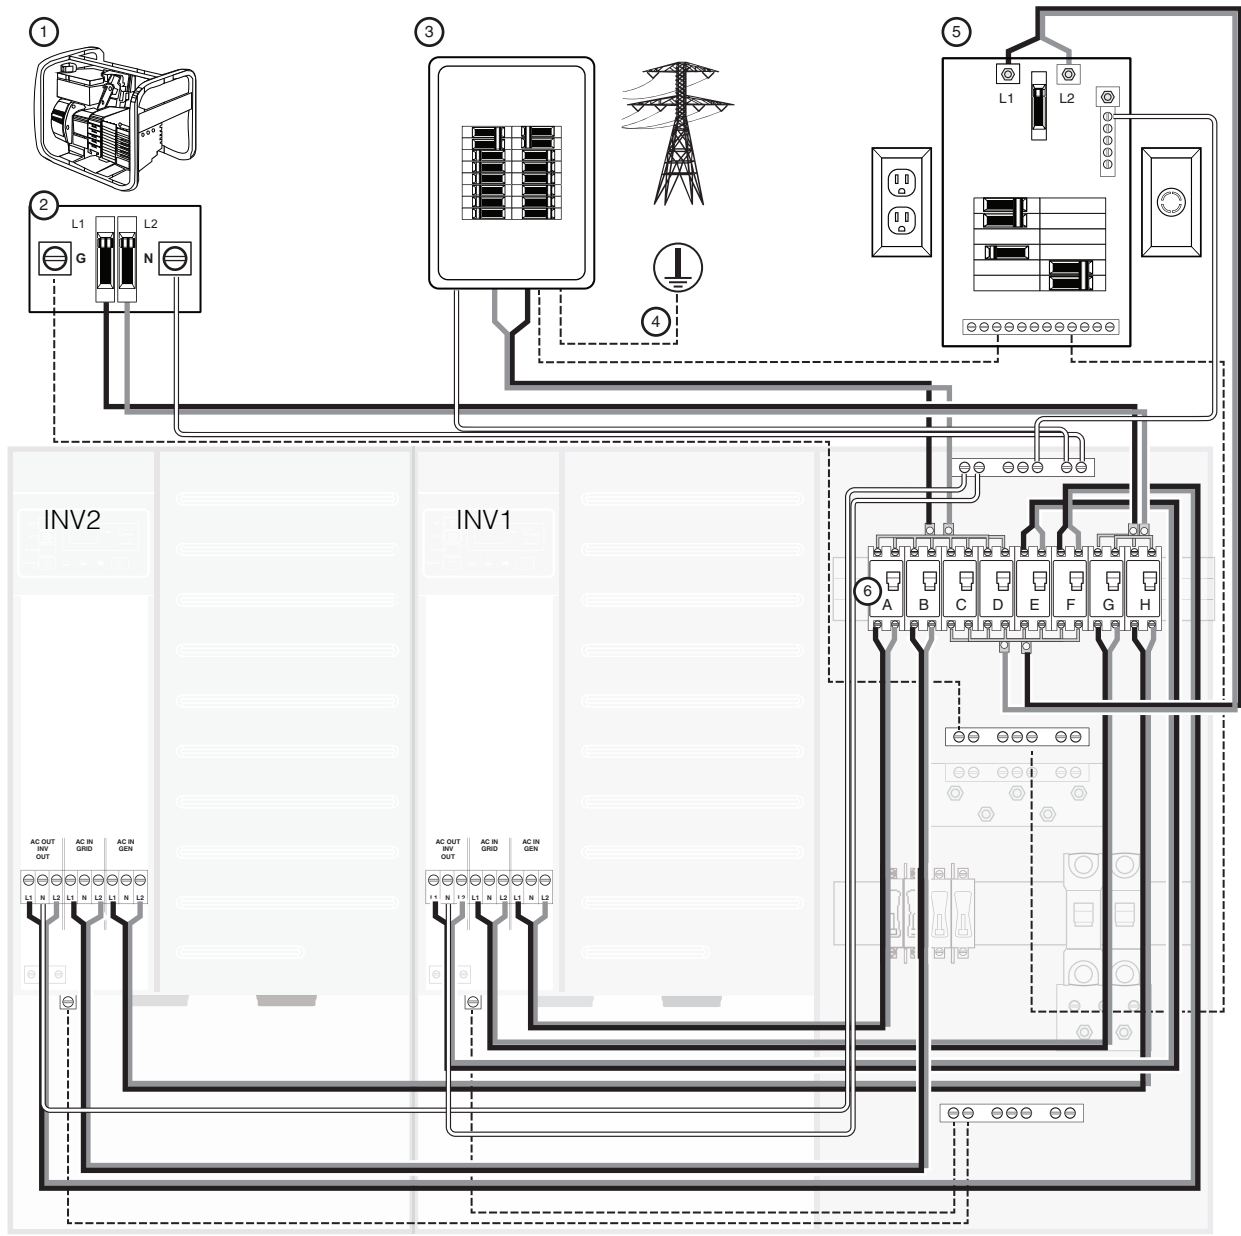 1
3
5
L1
L2
2
L1
L2
G
N
4
INV2
INV1
6
A
B
C
D
E
F
G
H
AC OUT
INV
OUT
AC IN
GRID
AC IN
GEN
AC OUT
INV
OUT
AC IN
GRID
AC IN
GEN
L1 N L2 L1 N L2 L1 N L2
N L1 N L2 L1 N L2